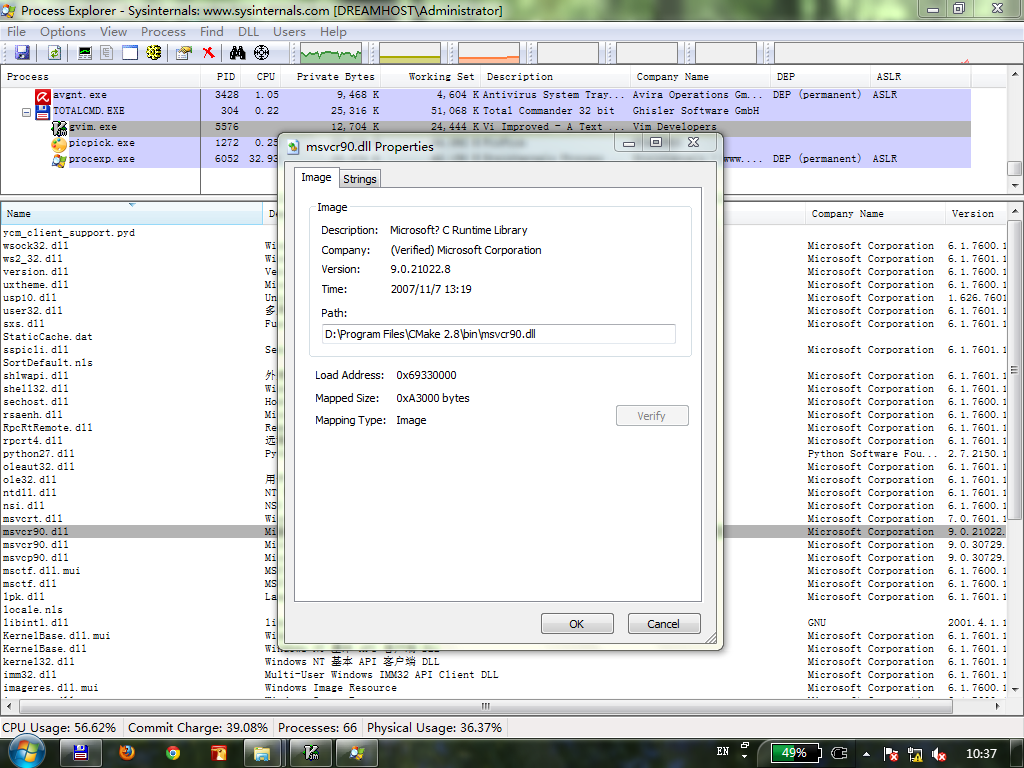 Process Explorer - Sysinternals: www.sysinternals.com [DREAMHOST\Administrator]
File Options View Process Find DLL Users Help
Process PID CPU Private Bytes Working Set Description Company Name DEP ASLR
avgnt.exe 3428 1.05 9,468 K 4,604 K Antivirus System Tray... Avira Operations Gm... DEP (permanent) ASLR
TOTALCMD.EXE 304 0.22 25,316 K 51,068 K Total Commander 32 bit Ghisler Software GmbH
gvim.exe 5576 12,704 K 24,444 K Vi Improved - A Text ... Vim Developers
picpick.exe 1272 0.25
procexp.exe 6052 32.93 www.... DEP (permanent) ASLR
msvcr90.dll Properties
Image Strings
Image
Description: Microsoft? C Runtime Library
Company: (Verified) Microsoft Corporation
Version: 9.0.21022.8
Time: 2007/11/7 13:19
Path:
D:\Program Files\CMake 2.8\bin\msvcr90.dll
Load Address: 0x69330000
Mapped Size: 0xA3000 bytes
Mapping Type: Image
Verify
OK Cancel
Name De Company Name Version
ycm_client_support.pyd
wsock32.dll Wi Microsoft Corporation 6.1.7600.1
ws2_32.dll Wi Microsoft Corporation 6.1.7601.1
version.dll Ve Microsoft Corporation 6.1.7600.1
uxtheme.dll Mi Microsoft Corporation 6.1.7600.1
usp10.dll Un Microsoft Corporation 1.626.7601
user32.dll 多 Microsoft Corporation 6.1.7601.1
sxs.dll Fu Microsoft Corporation 6.1.7601.1
StaticCache.dat
sspicli.dll Se Microsoft Corporation 6.1.7601.1
SortDefault.nls
shlwapi.dll 外 Microsoft Corporation 6.1.7601.1
shell32.dll Wi Microsoft Corporation 6.1.7601.1
sechost.dll Ho Microsoft Corporation 6.1.7600.1
rsaenh.dll Mi Microsoft Corporation 6.1.7600.1
RpcRtRemote.dll Re Microsoft Corporation 6.1.7601.1
rpcrt4.dll 远 Microsoft Corporation 6.1.7601.1
python27.dll Py Python Software Fou... 2.7.2150.1
oleaut32.dll Microsoft Corporation 6.1.7601.1
ole32.dll 用 Microsoft Corporation 6.1.7601.1
ntdll.dll NT Microsoft Corporation 6.1.7601.1
nsi.dll NS Microsoft Corporation 6.1.7600.1
msvcrt.dll Wi Microsoft Corporation 7.0.7601.1
msvcr90.dll Mi Microsoft Corporation 9.0.21022.
msvcr90.dll Mi Microsoft Corporation 9.0.30729.
msvcp90.dll Mi Microsoft Corporation 9.0.30729.
msctf.dll.mui MS Microsoft Corporation 6.1.7600.1
msctf.dll MS Microsoft Corporation 6.1.7600.1
lpk.dll La Microsoft Corporation 6.1.7600.1
locale.nls
libintl.dll li GNU 2001.4.1.1
KernelBase.dll.mui Wi Microsoft Corporation 6.1.7600.1
KernelBase.dll Windows NT 基本 API 客户端 DLL Microsoft Corporation 6.1.7601.1
kernel32.dll Windows NT 基本 API 客户端 DLL Microsoft Corporation 6.1.7601.1
imm32.dll Multi-User Windows IMM32 API Client DLL Microsoft Corporation 6.1.7601.1
imageres.dll.mui Windows Image Resource Microsoft Corporation 6.1.7600.1
CPU Usage: 56.62% Commit Charge: 39.08% Processes: 66 Physical Usage: 36.37%
EN 49% 10:37